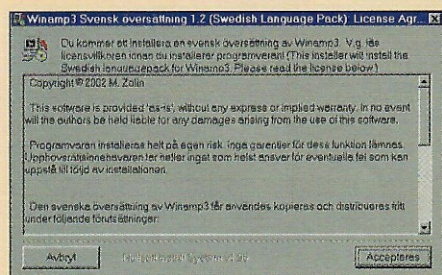 Winamp3 Svensk översättning 1.2 (Swedish Language Pack) License Agr...
Du kommer att installera en svensk översättning av Winamp3. V.g. läs
licensvillkoren innan du installerar programveran! (This installer will install the
Swedish languagepack for Winamp3. Please read the license below.)
Copyright © 2002 M. Zolin
This software is provided 'as-is', without any express or implied warranty. In no event
will the authors be held liable for any damages arising from the use of this software.
Programvaran installeras helt på egen risk, inga garantier för dess funktion lämnas.
Upphovsrättsinnehavaren tar heller inget som helst ansvar för eventuella fel som kan
uppstå till följd av installationen.
Den svenska översättning av Winamp3 får användas kopieras och distribueras fritt
under följande förutsättningar:
Avbryt
Accepteras